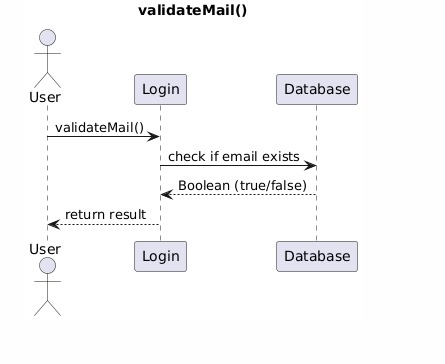 validateMail()
User
Login
Database
validateMail()
check if email exists
Boolean (true/false)
return result
User
Login
Database